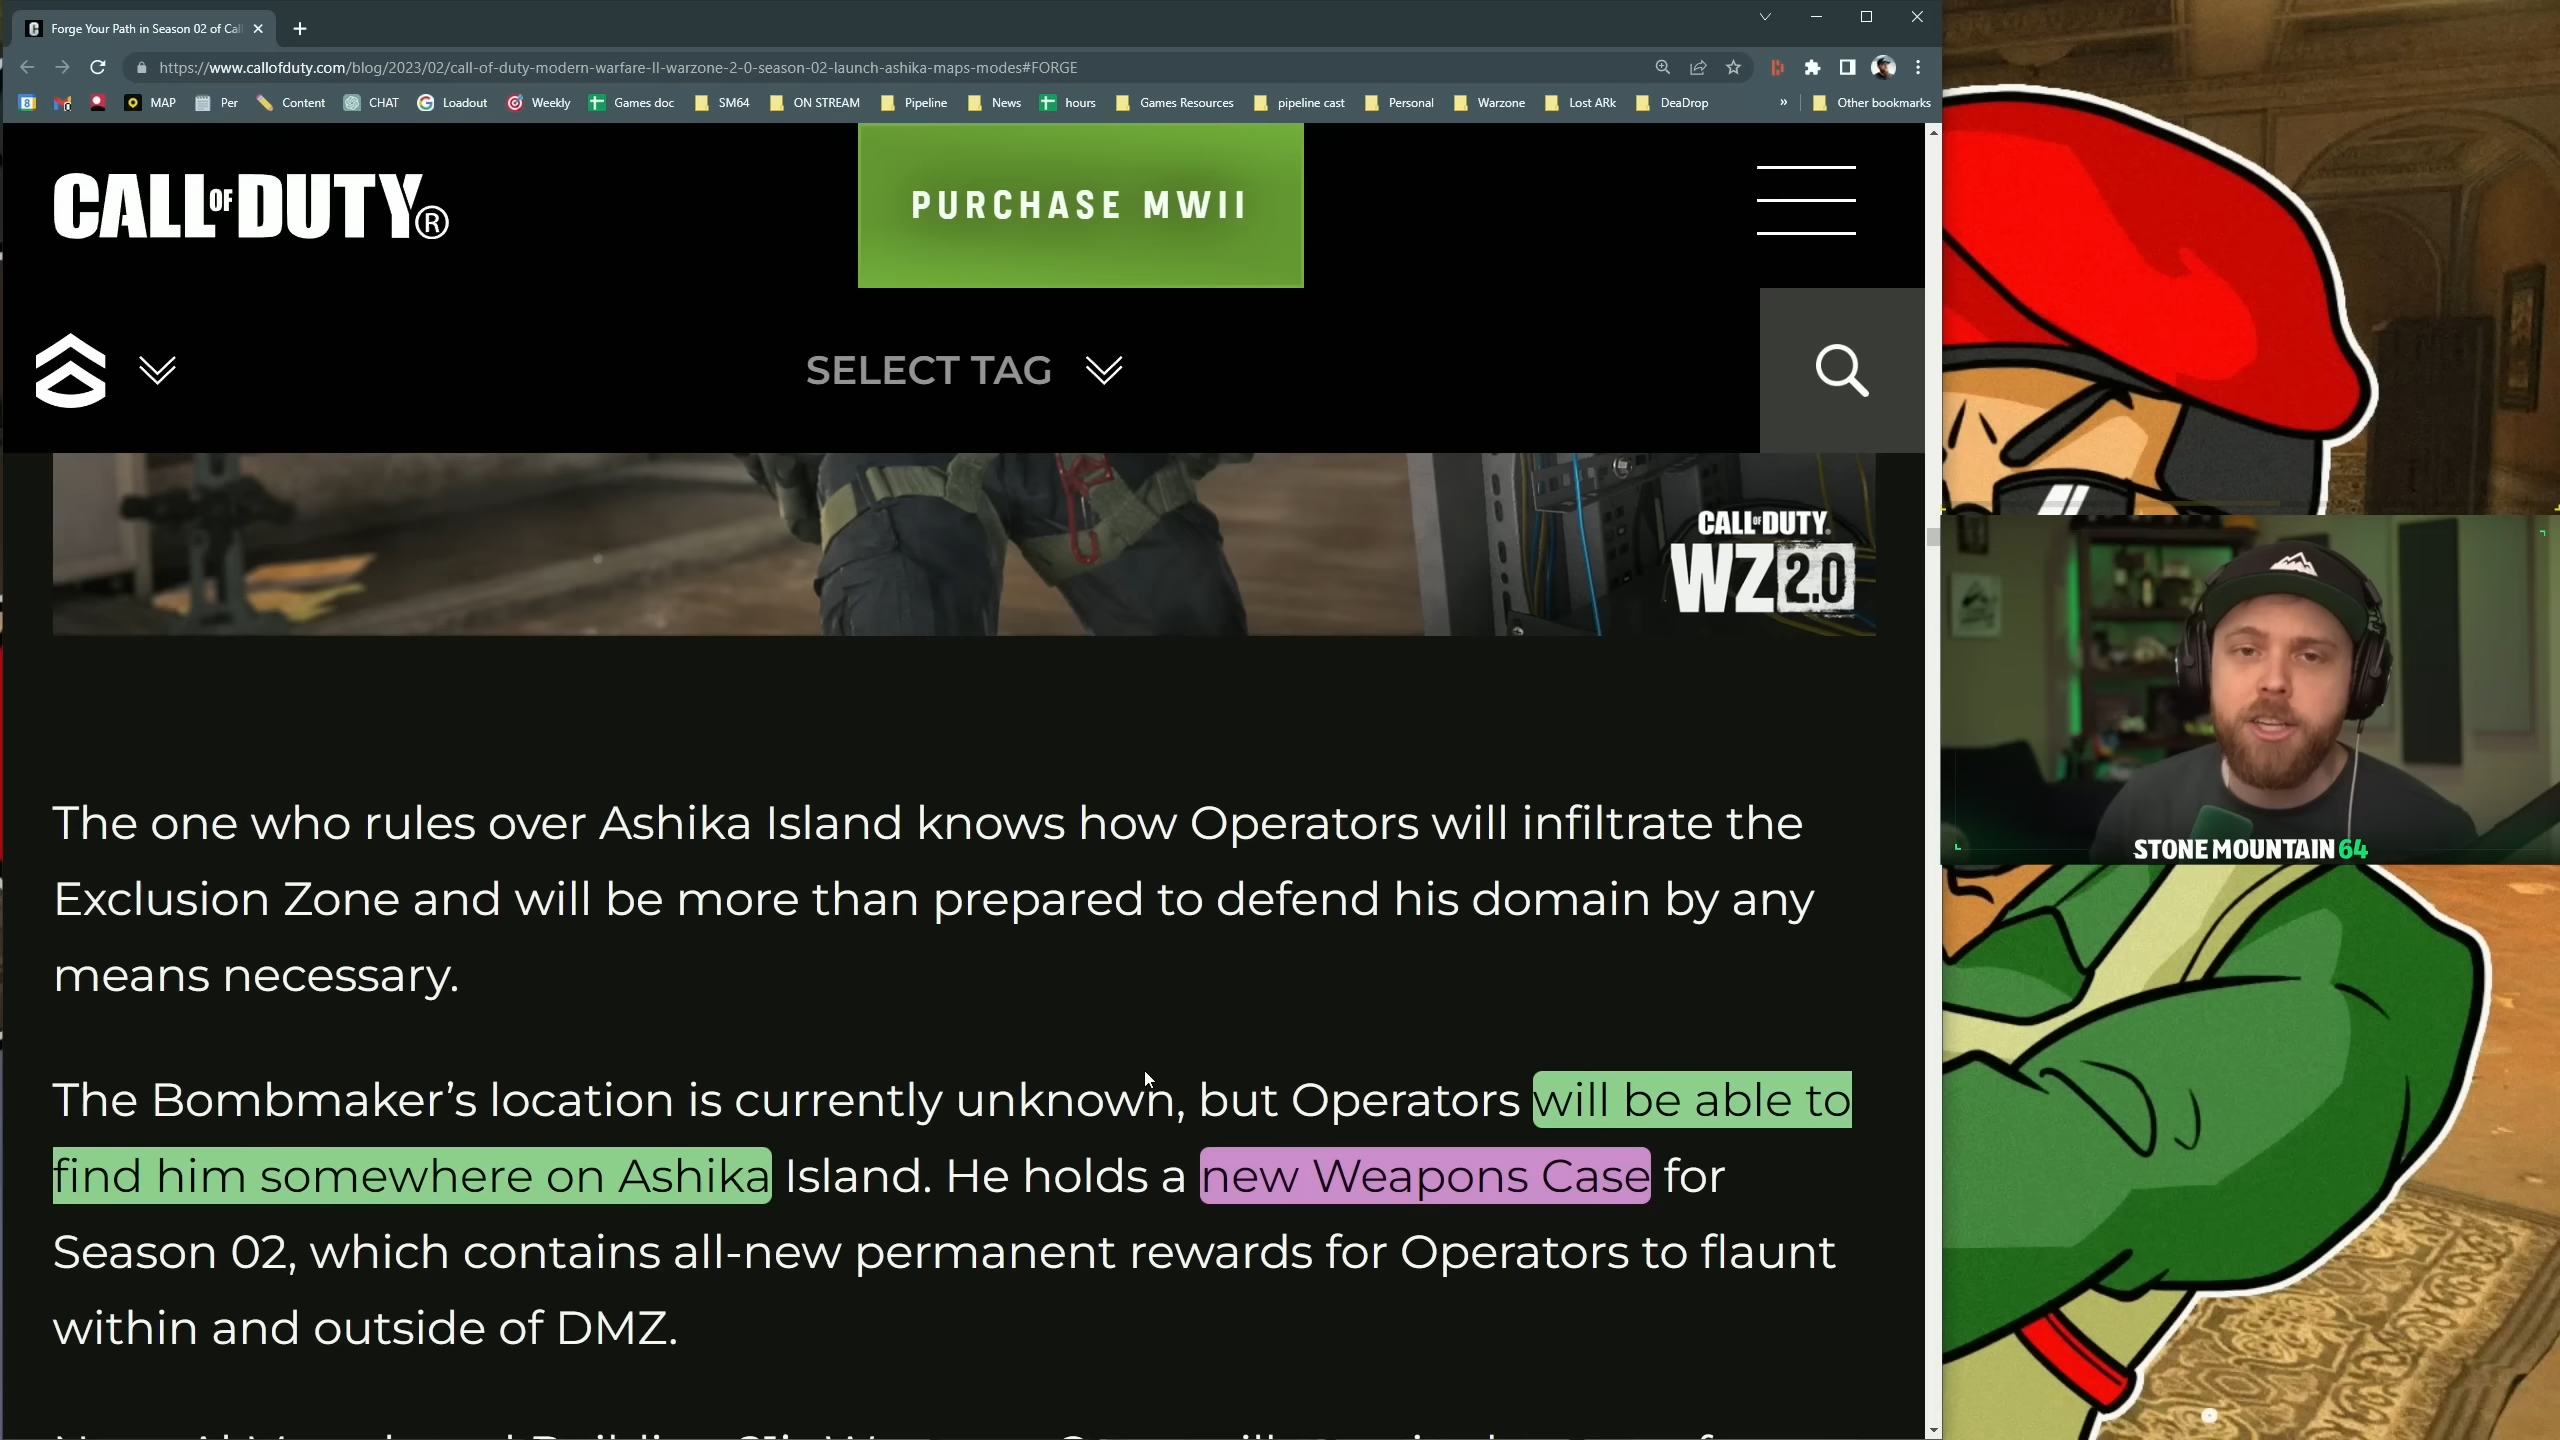 Forge Your Path in Season 02 of Cal
https://www.callofduty.com/blog/2023/02/call-of-duty-modern-warfare-II-warzone-2-0-season-02-launch-ashika-maps-modes#FORGE
MAP Per Content CHAT Loadout Weekly Games doc SM64 ON STREAM Pipeline News hours Games Resources pipeline cast Personal Warzone Lost ARk DeaDrop » Other bookmarks
CALL OF DUTY®
PURCHASE MWII
SELECT TAG
CALL OF DUTY®
WZ 2.0
STONE MOUNTAIN 64
The one who rules over Ashika Island knows how Operators will infiltrate the
Exclusion Zone and will be more than prepared to defend his domain by any
means necessary.
The Bombmaker’s location is currently unknown, but Operators will be able to
find him somewhere on Ashika Island. He holds a new Weapons Case for
Season 02, which contains all-new permanent rewards for Operators to flaunt
within and outside of DMZ.